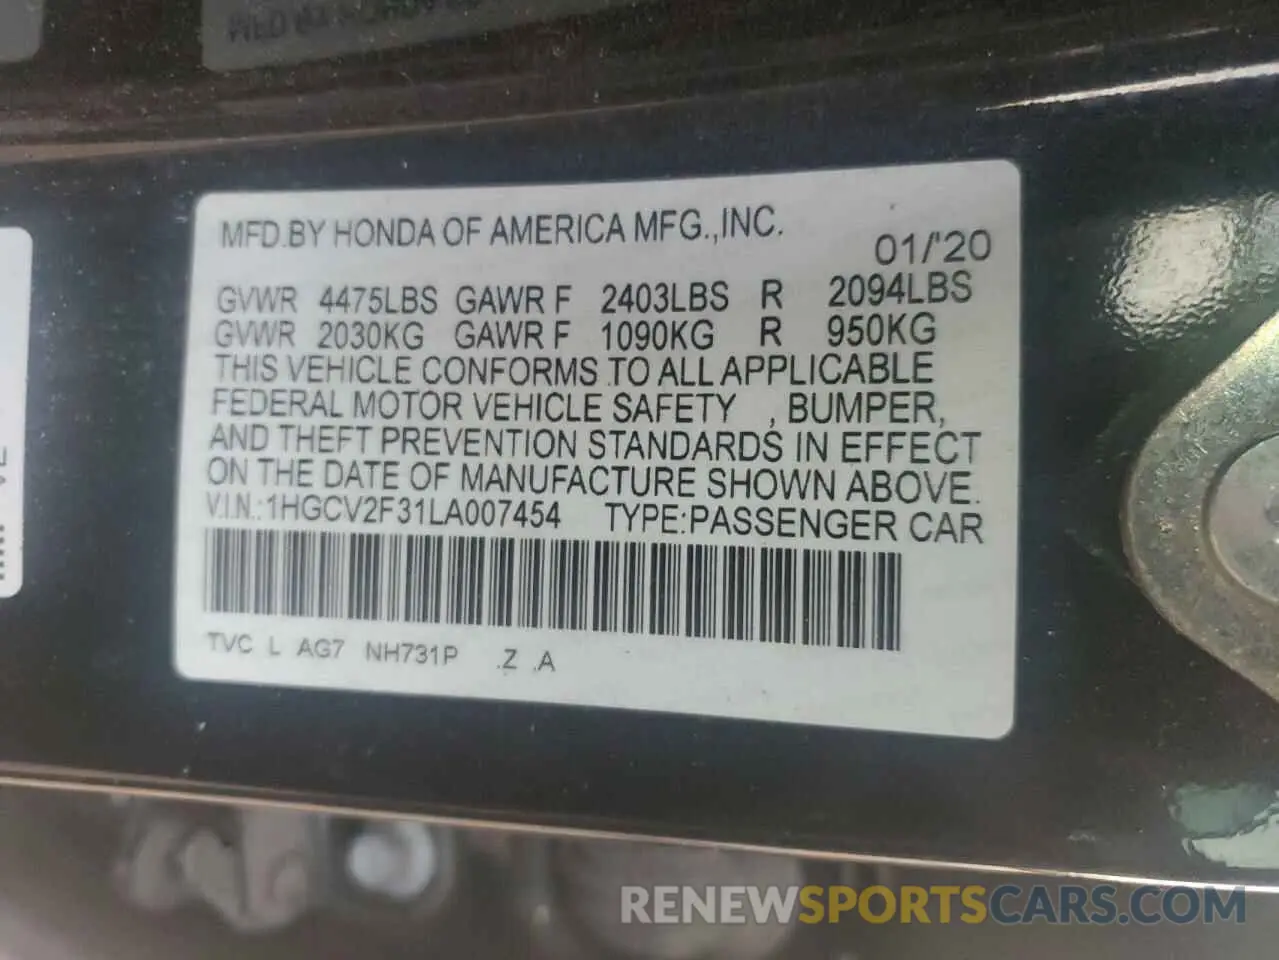 MFD.BY HONDA OF AMERICA MFG.,INC.
01/'20
GVWR 4475LBS GAWR F 2403LBS R 2094LBS
GVWR 2030KG GAWR F 1090KG R 950KG
THIS VEHICLE CONFORMS TO ALL APPLICABLE
FEDERAL MOTOR VEHICLE SAFETY , BUMPER,
AND THEFT PREVENTION STANDARDS IN EFFECT
ON THE DATE OF MANUFACTURE SHOWN ABOVE.
V.I.N.:1HGCV2F31LA007454 TYPE:PASSENGER CAR
TVC L AG7 NH731P .Z .A
RENEWSPORTSCARS.COM